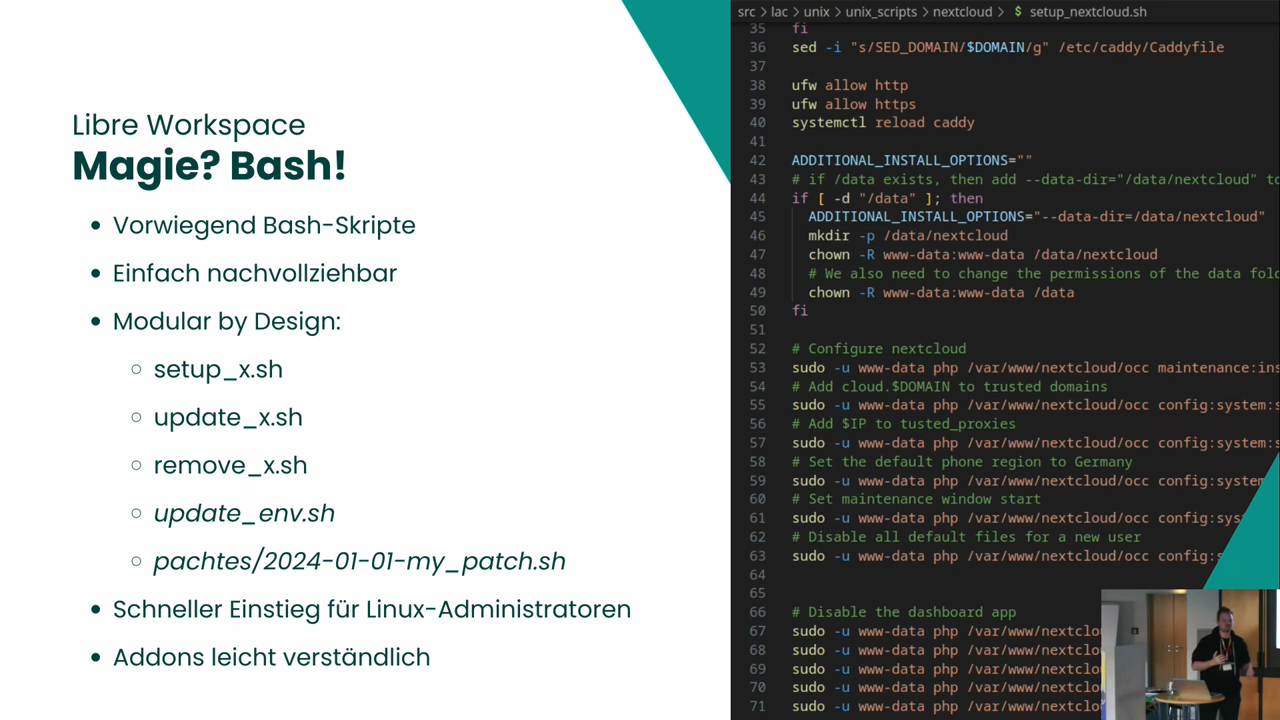 Libre Workspace
Magie? Bash!
• Vorwiegend Bash-Skripte
• Einfach nachvollziehbar
• Modular by Design:
○ setup_x.sh
○ update_x.sh
○ remove_x.sh
○ update_env.sh
○ pachtes/2024-01-01-my_patch.sh
• Schneller Einstieg für Linux-Administratoren
• Addons leicht verständlich
src > lac > unix > unix_scripts > nextcloud > $ setup_nextcloud.sh
35 fi
36 sed -i "s/SED_DOMAIN/$DOMAIN/g" /etc/caddy/Caddyfile
37
38 ufw allow http
39 ufw allow https
40 systemctl reload caddy
41
42 ADDITIONAL_INSTALL_OPTIONS=""
43 # if /data exists, then add --data-dir="/data/nextcloud" to
44 if [ -d "/data" ]; then
45 ADDITIONAL_INSTALL_OPTIONS="--data-dir=/data/nextcloud"
46 mkdir -p /data/nextcloud
47 chown -R www-data:www-data /data/nextcloud
48 # We also need to change the permissions of the data fol
49 chown -R www-data:www-data /data
50 fi
51
52 # Configure nextcloud
53 sudo -u www-data php /var/www/nextcloud/occ maintenance:ins
54 # Add cloud.$DOMAIN to trusted domains
55 sudo -u www-data php /var/www/nextcloud/occ config:system:s
56 # Add $IP to tusted_proxies
57 sudo -u www-data php /var/www/nextcloud/occ config:system:s
58 # Set the default phone region to Germany
59 sudo -u www-data php /var/www/nextcloud/occ config:system
60 # Set maintenance window start
61 sudo -u www-data php /var/www/nextcloud/occ config:sys
62 # Disable all default files for a new user
63 sudo -u www-data php /var/www/nextcloud/occ config:s
64
65
66 # Disable the dashboard app
67 sudo -u www-data php /var/www/nextclo
68 sudo -u www-data php /var/www/nextclo
69 sudo -u www-data php /var/www/nextclo
70 sudo -u www-data php /var/www/nextclo
71 sudo -u www-data php /var/www/nextclo